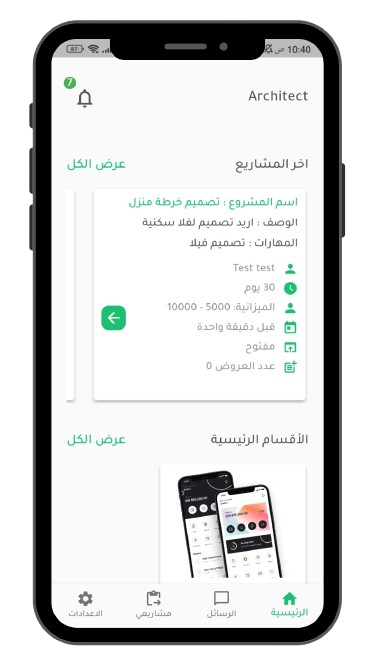 10:40 ص
87
7
Architect
اخر المشاريع
عرض الكل
اسم المشروع : تصميم خرطة منزل
الوصف : اريد تصميم لفلا سكنية
المهارات : تصميم فيلا
Test test
30 يوم
الميزانية: 5000 - 10000
قبل دقيقة واحدة
مفتوح
عدد العروض 0
الأقسام الرئيسية
عرض الكل
الرئيسية
الرسائل
مشاريعي
الاعدادات